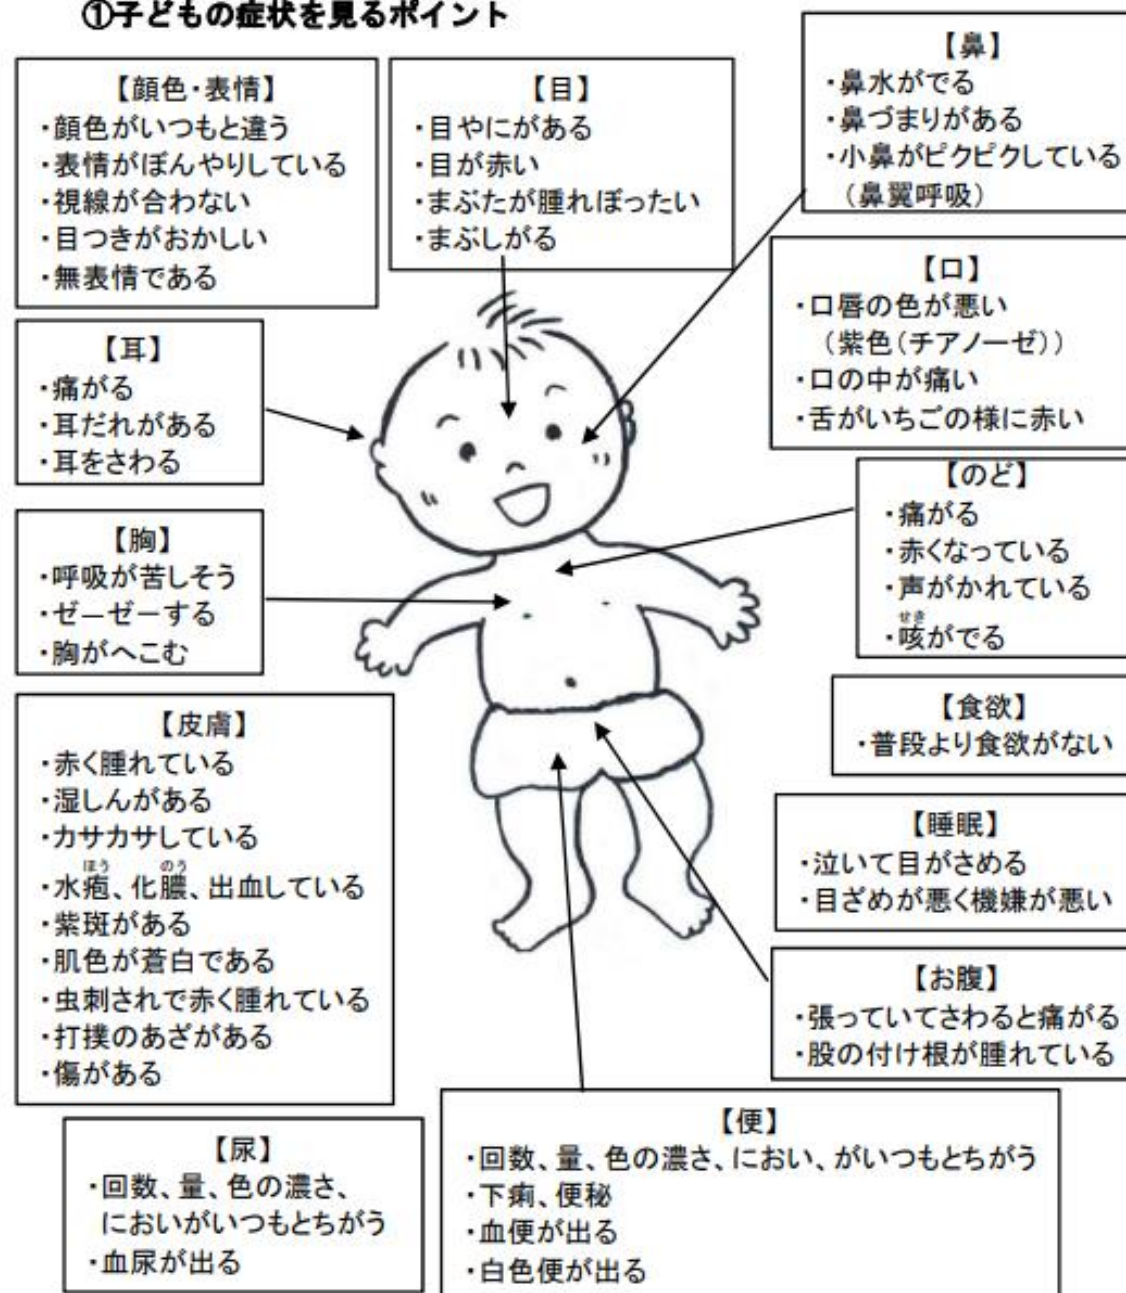 ①子どもの症状を見るポイント
【顔色・表情】
・顔色がいつもと違う
・表情がぼんやりしている
・視線が合わない
・目つきがおかしい
・無表情である
【目】
・目やにがある
・目が赤い
・まぶたが腫れぼったい
・まぶしがる
【鼻】
・鼻水がでる
・鼻づまりがある
・小鼻がピクピクしている
（鼻翼呼吸）
【口】
・口唇の色が悪い
（紫色（チアノーゼ））
・口の中が痛い
・舌がいちごの様に赤い
【耳】
・痛がる
・耳だれがある
・耳をさわる
【のど】
・痛がる
・赤くなっている
・声がかれている
せき
・咳がでる
【胸】
・呼吸が苦しそう
・ゼーゼーする
・胸がへこむ
【食欲】
・普段より食欲がない
【皮膚】
・赤く腫れている
・湿しんがある
・カサカサしている
ほう のう
・水疱、化膿、出血している
・紫斑がある
・肌色が蒼白である
・虫刺されで赤く腫れている
・打撲のあざがある
・傷がある
【睡眠】
・泣いて目がさめる
・目ざめが悪く機嫌が悪い
【お腹】
・張っていてさわると痛がる
・股の付け根が腫れている
【尿】
・回数、量、色の濃さ、
においがいつもとちがう
・血尿が出る
【便】
・回数、量、色の濃さ、におい、がいつもとちがう
・下痢、便秘
・血便が出る
・白色便が出る